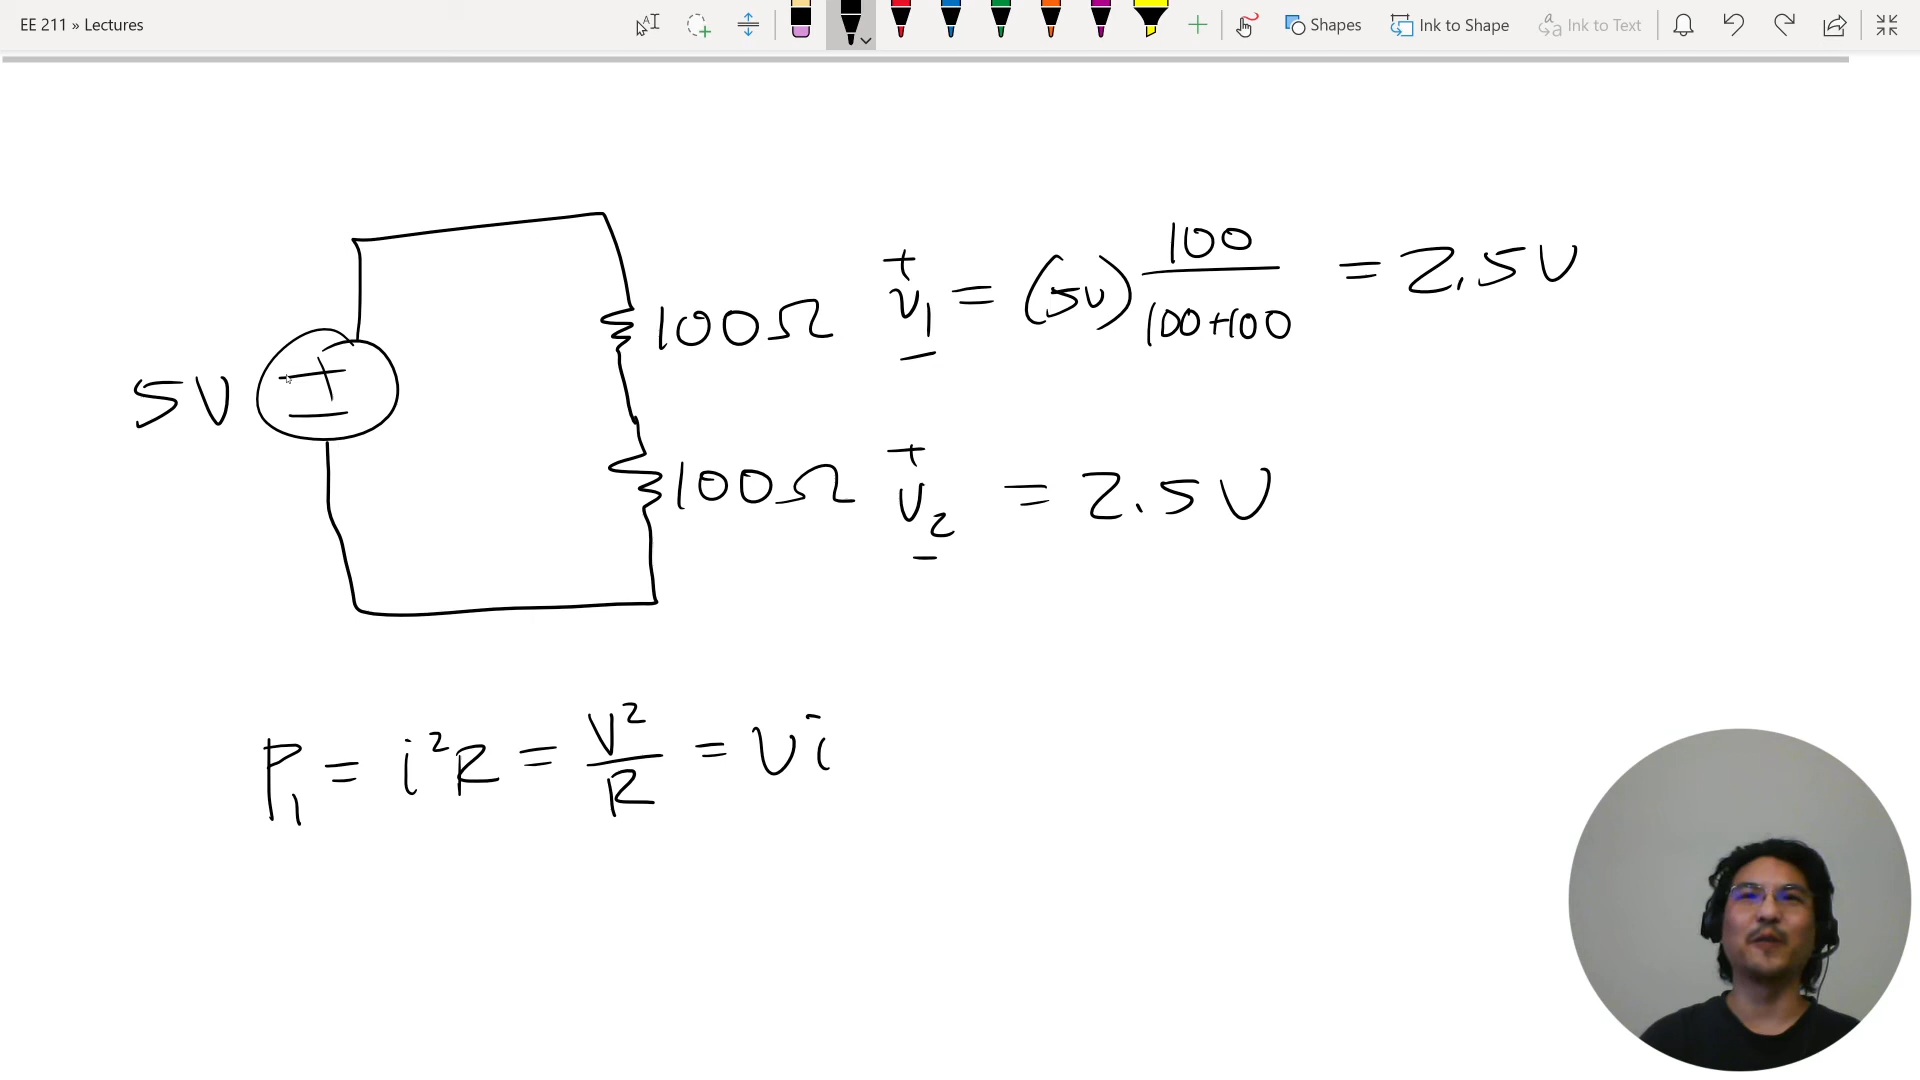 EE 211 » Lectures
Shapes Ink to Shape Ink to Text
5V
+
−
100Ω
+
v₁ = (5V) 100/(100+100) = 2.5V
−
100Ω
+
v₂ = 2.5V
−
P₁ = i²R = V²/R = Vi